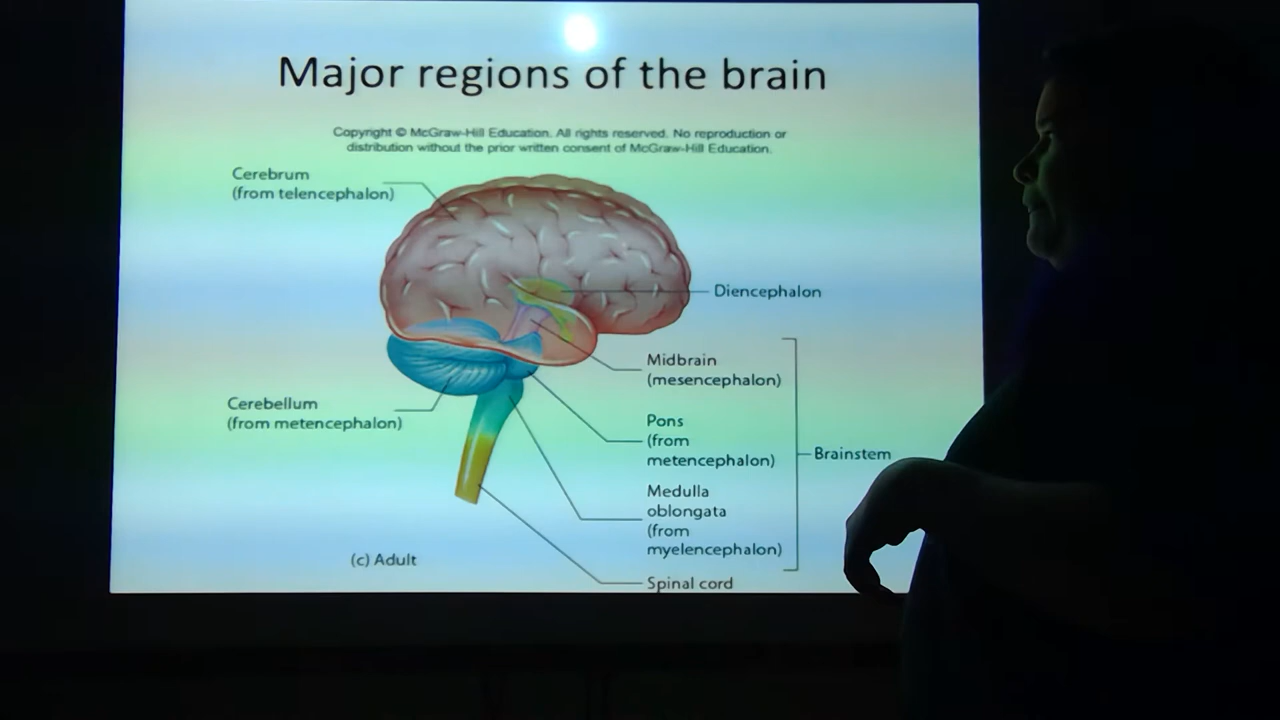 Major regions of the brain
Copyright © McGraw-Hill Education. All rights reserved. No reproduction or
distribution without the prior written consent of McGraw-Hill Education.
Cerebrum
(from telencephalon)
Diencephalon
Midbrain
(mesencephalon)
Cerebellum
(from metencephalon)
Pons
(from
metencephalon)
Brainstem
Medulla
oblongata
(from
myelencephalon)
(c) Adult
Spinal cord